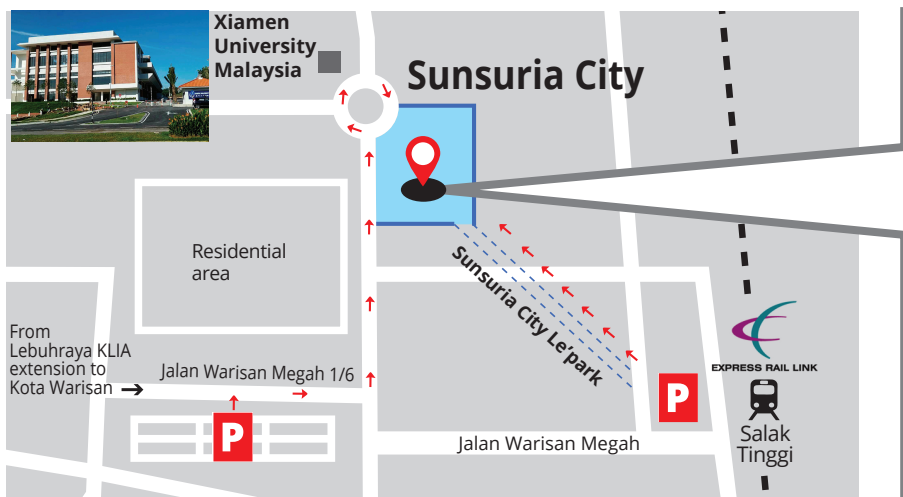 Xiamen
University
Malaysia
Sunsuria City
Residential
area
Sunsuria City Le'park
From
Lebuhraya KLIA
extension to
Kota Warisan
Jalan Warisan Megah 1/6
EXPRESS RAIL LINK
P
P
Salak
Tinggi
Jalan Warisan Megah